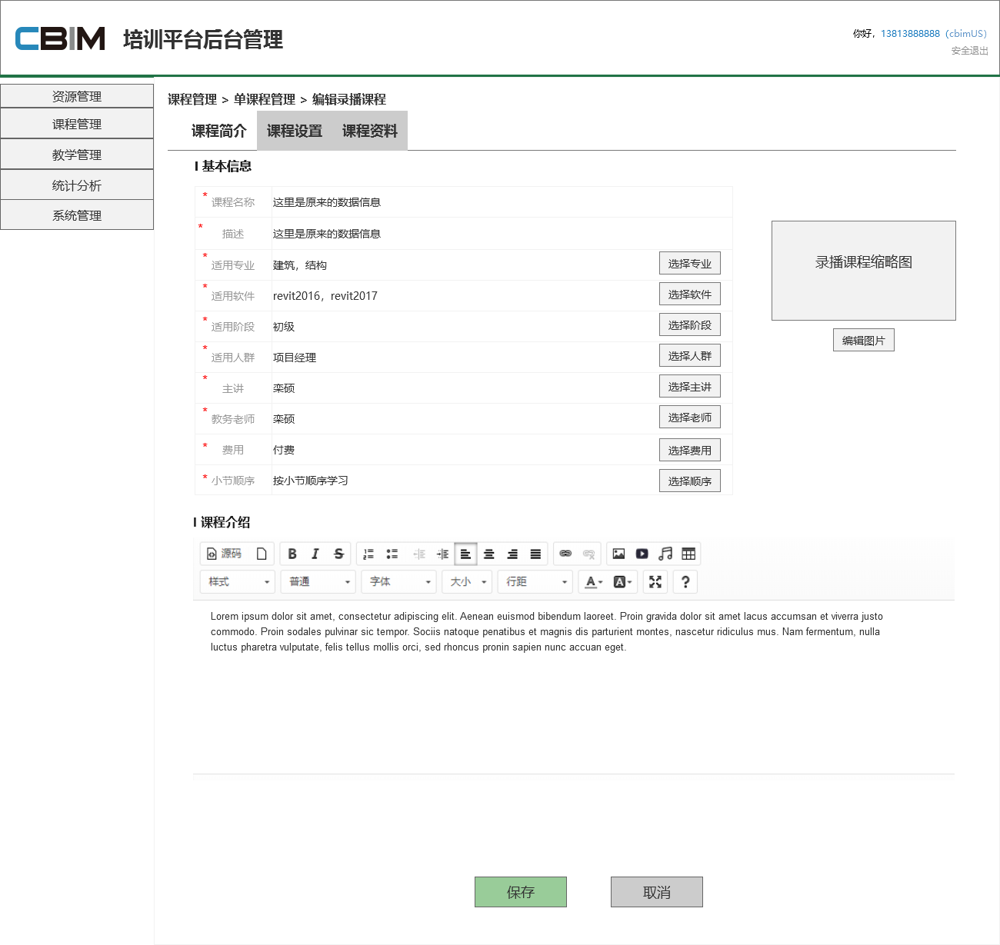 CBIM 培训平台后台管理
你好，13813888888（cbimUS）
安全退出
资源管理
课程管理
教学管理
统计分析
系统管理
课程管理 > 单课程管理 > 编辑录播课程
课程简介 课程设置 课程资料
I 基本信息
* 课程名称 这里是原来的数据信息
* 描述 这里是原来的数据信息
* 适用专业 建筑，结构 选择专业
* 适用软件 revit2016，revit2017 选择软件
* 适用阶段 初级 选择阶段
* 适用人群 项目经理 选择人群
* 主讲 栾硕 选择主讲
* 教务老师 栾硕 选择老师
* 费用 付费 选择费用
* 小节顺序 按小节顺序学习 选择顺序
录播课程缩略图
编辑图片
I 课程介绍
源码 B I S
样式 普通 字体 大小 行距 A A ?
Lorem ipsum dolor sit amet, consectetur adipiscing elit. Aenean euismod bibendum laoreet. Proin gravida dolor sit amet lacus accumsan et viverra justo
commodo. Proin sodales pulvinar sic tempor. Sociis natoque penatibus et magnis dis parturient montes, nascetur ridiculus mus. Nam fermentum, nulla
luctus pharetra vulputate, felis tellus mollis orci, sed rhoncus pronin sapien nunc accuan eget.
保存 取消